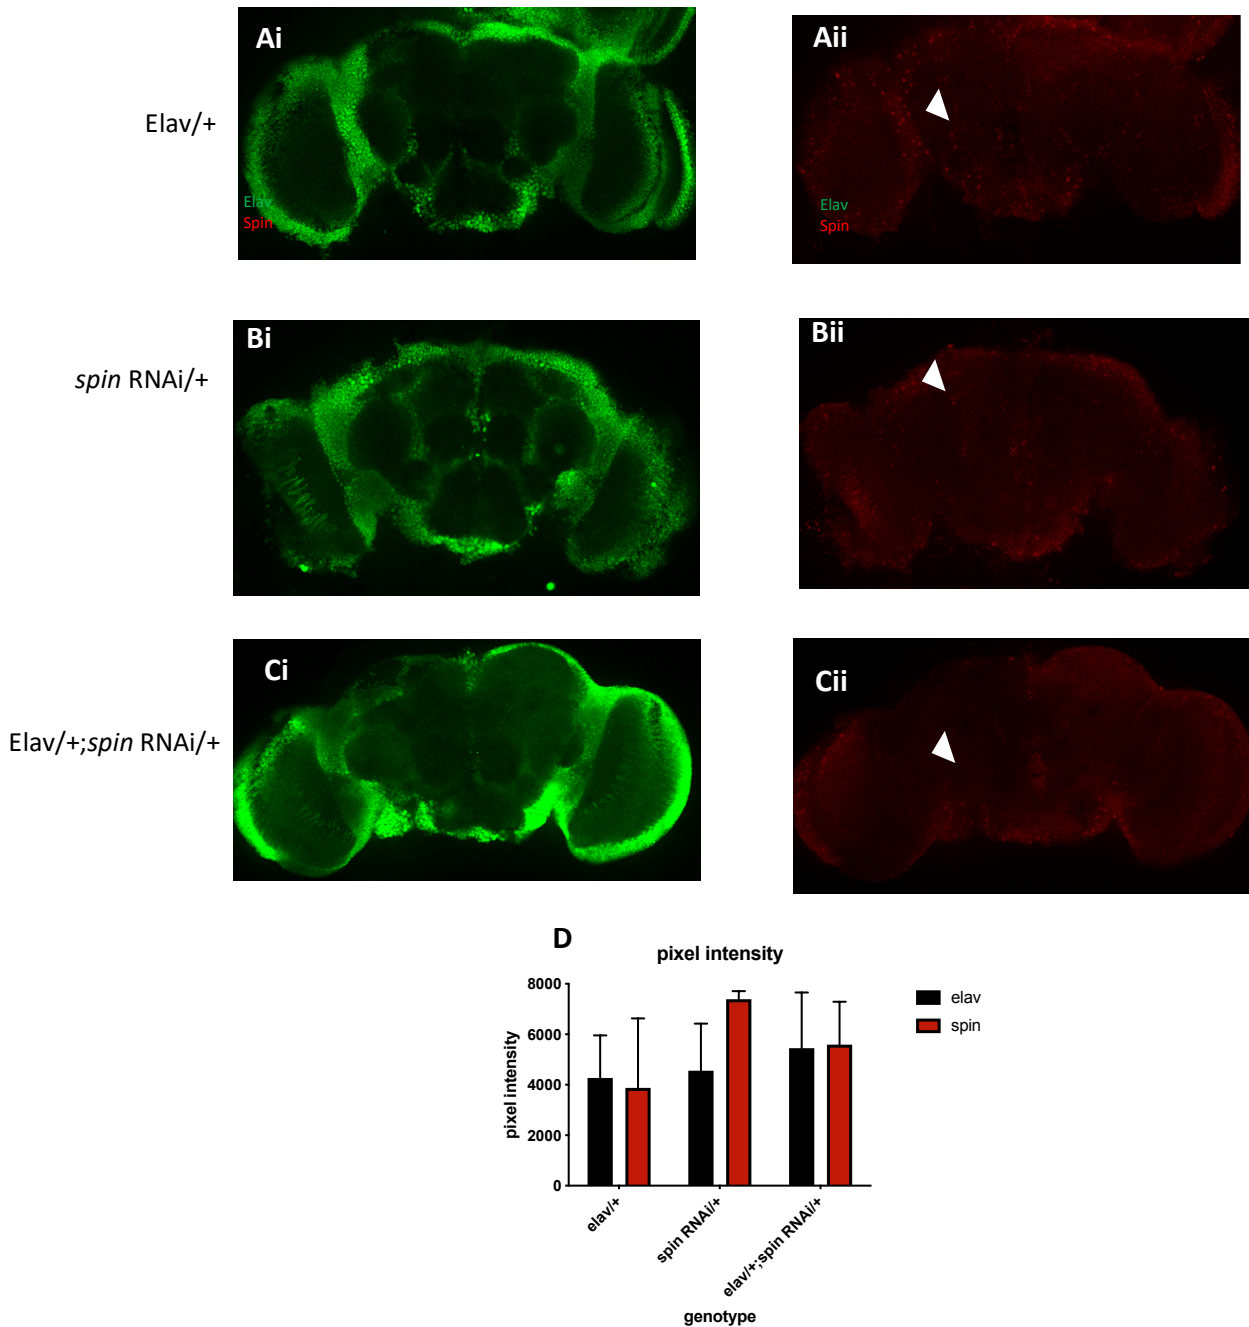 Ai
Aii
Elav/+
Elav
Spin
Elav
Spin
Bi
Bii
spin RNAi/+
Ci
Cii
Elav/+;spin RNAi/+
D
pixel intensity
8000
6000
4000
2000
0
pixel intensity
elav
spin
elav/+
spin RNAi/+
elav/+;spin RNAi/+
genotype